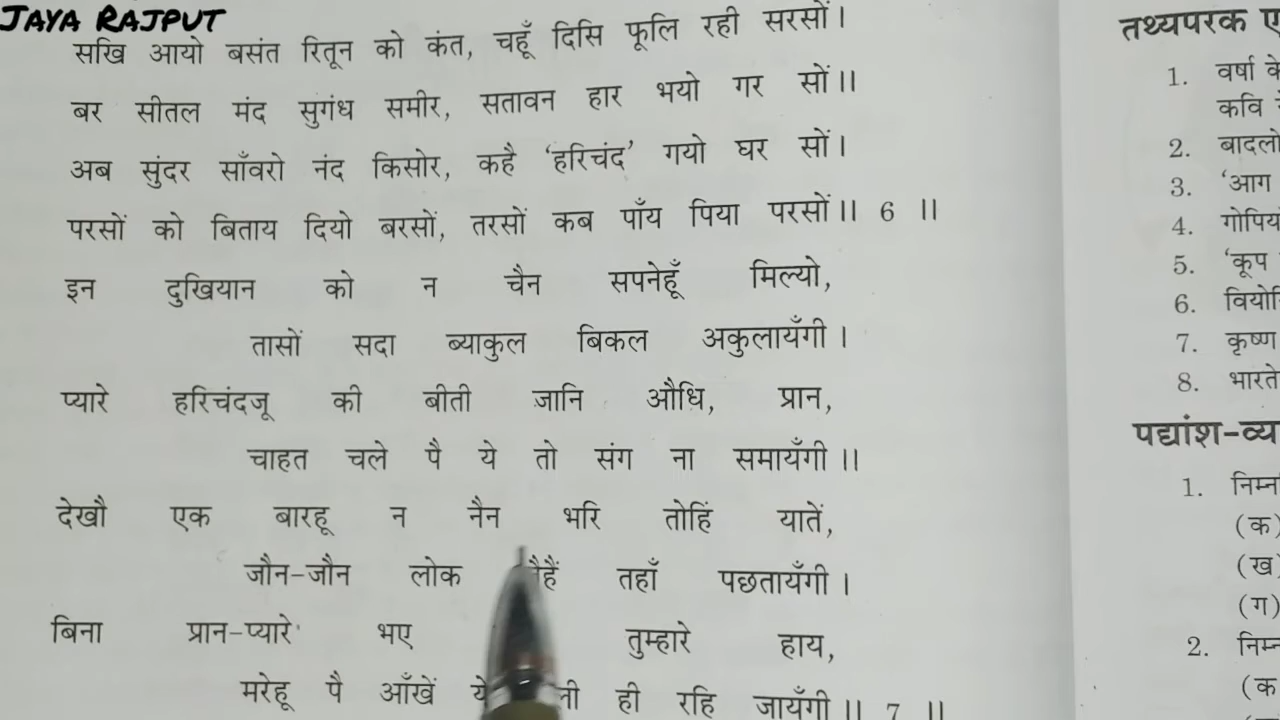 JAYA RAJPUT
सखि आयो बसंत रितून को कंत, चहूँ दिसि फूलि रही सरसों।
बर सीतल मंद सुगंध समीर, सतावन हार भयो गर सों।।
अब सुंदर साँवरो नंद किसोर, कहै ‘हरिचंद’ गयो घर सों।
परसों को बिताय दियो बरसों, तरसों कब पाँय पिया परसों।। 6 ।।
इन दुखियान को न चैन सपनेहूँ मिल्यो,
तासों सदा ब्याकुल बिकल अकुलायँगी।
प्यारे हरिचंदजू की बीती जानि औधि, प्रान,
चाहत चले पै ये तो संग ना समायँगी।।
देखौ एक बारहू न नैन भरि तोहिं यातें,
जौन-जौन लोक तहाँ पछतायँगी।
बिना प्रान-प्यारे भए तुम्हारे हाय,
मरेहू पै आँखें ये ही रहि जायँगी।। 7 ।।
तथ्यपरक ए
1. वर्षा के
कवि
2. बादलो
3. ‘आग
4. गोपिय
5. ‘कूप
6. वियोगि
7. कृष्ण
8. भारते
पद्यांश-व्य
1. निम्न
(क)
(ख)
(ग)
2. निम्न
(क